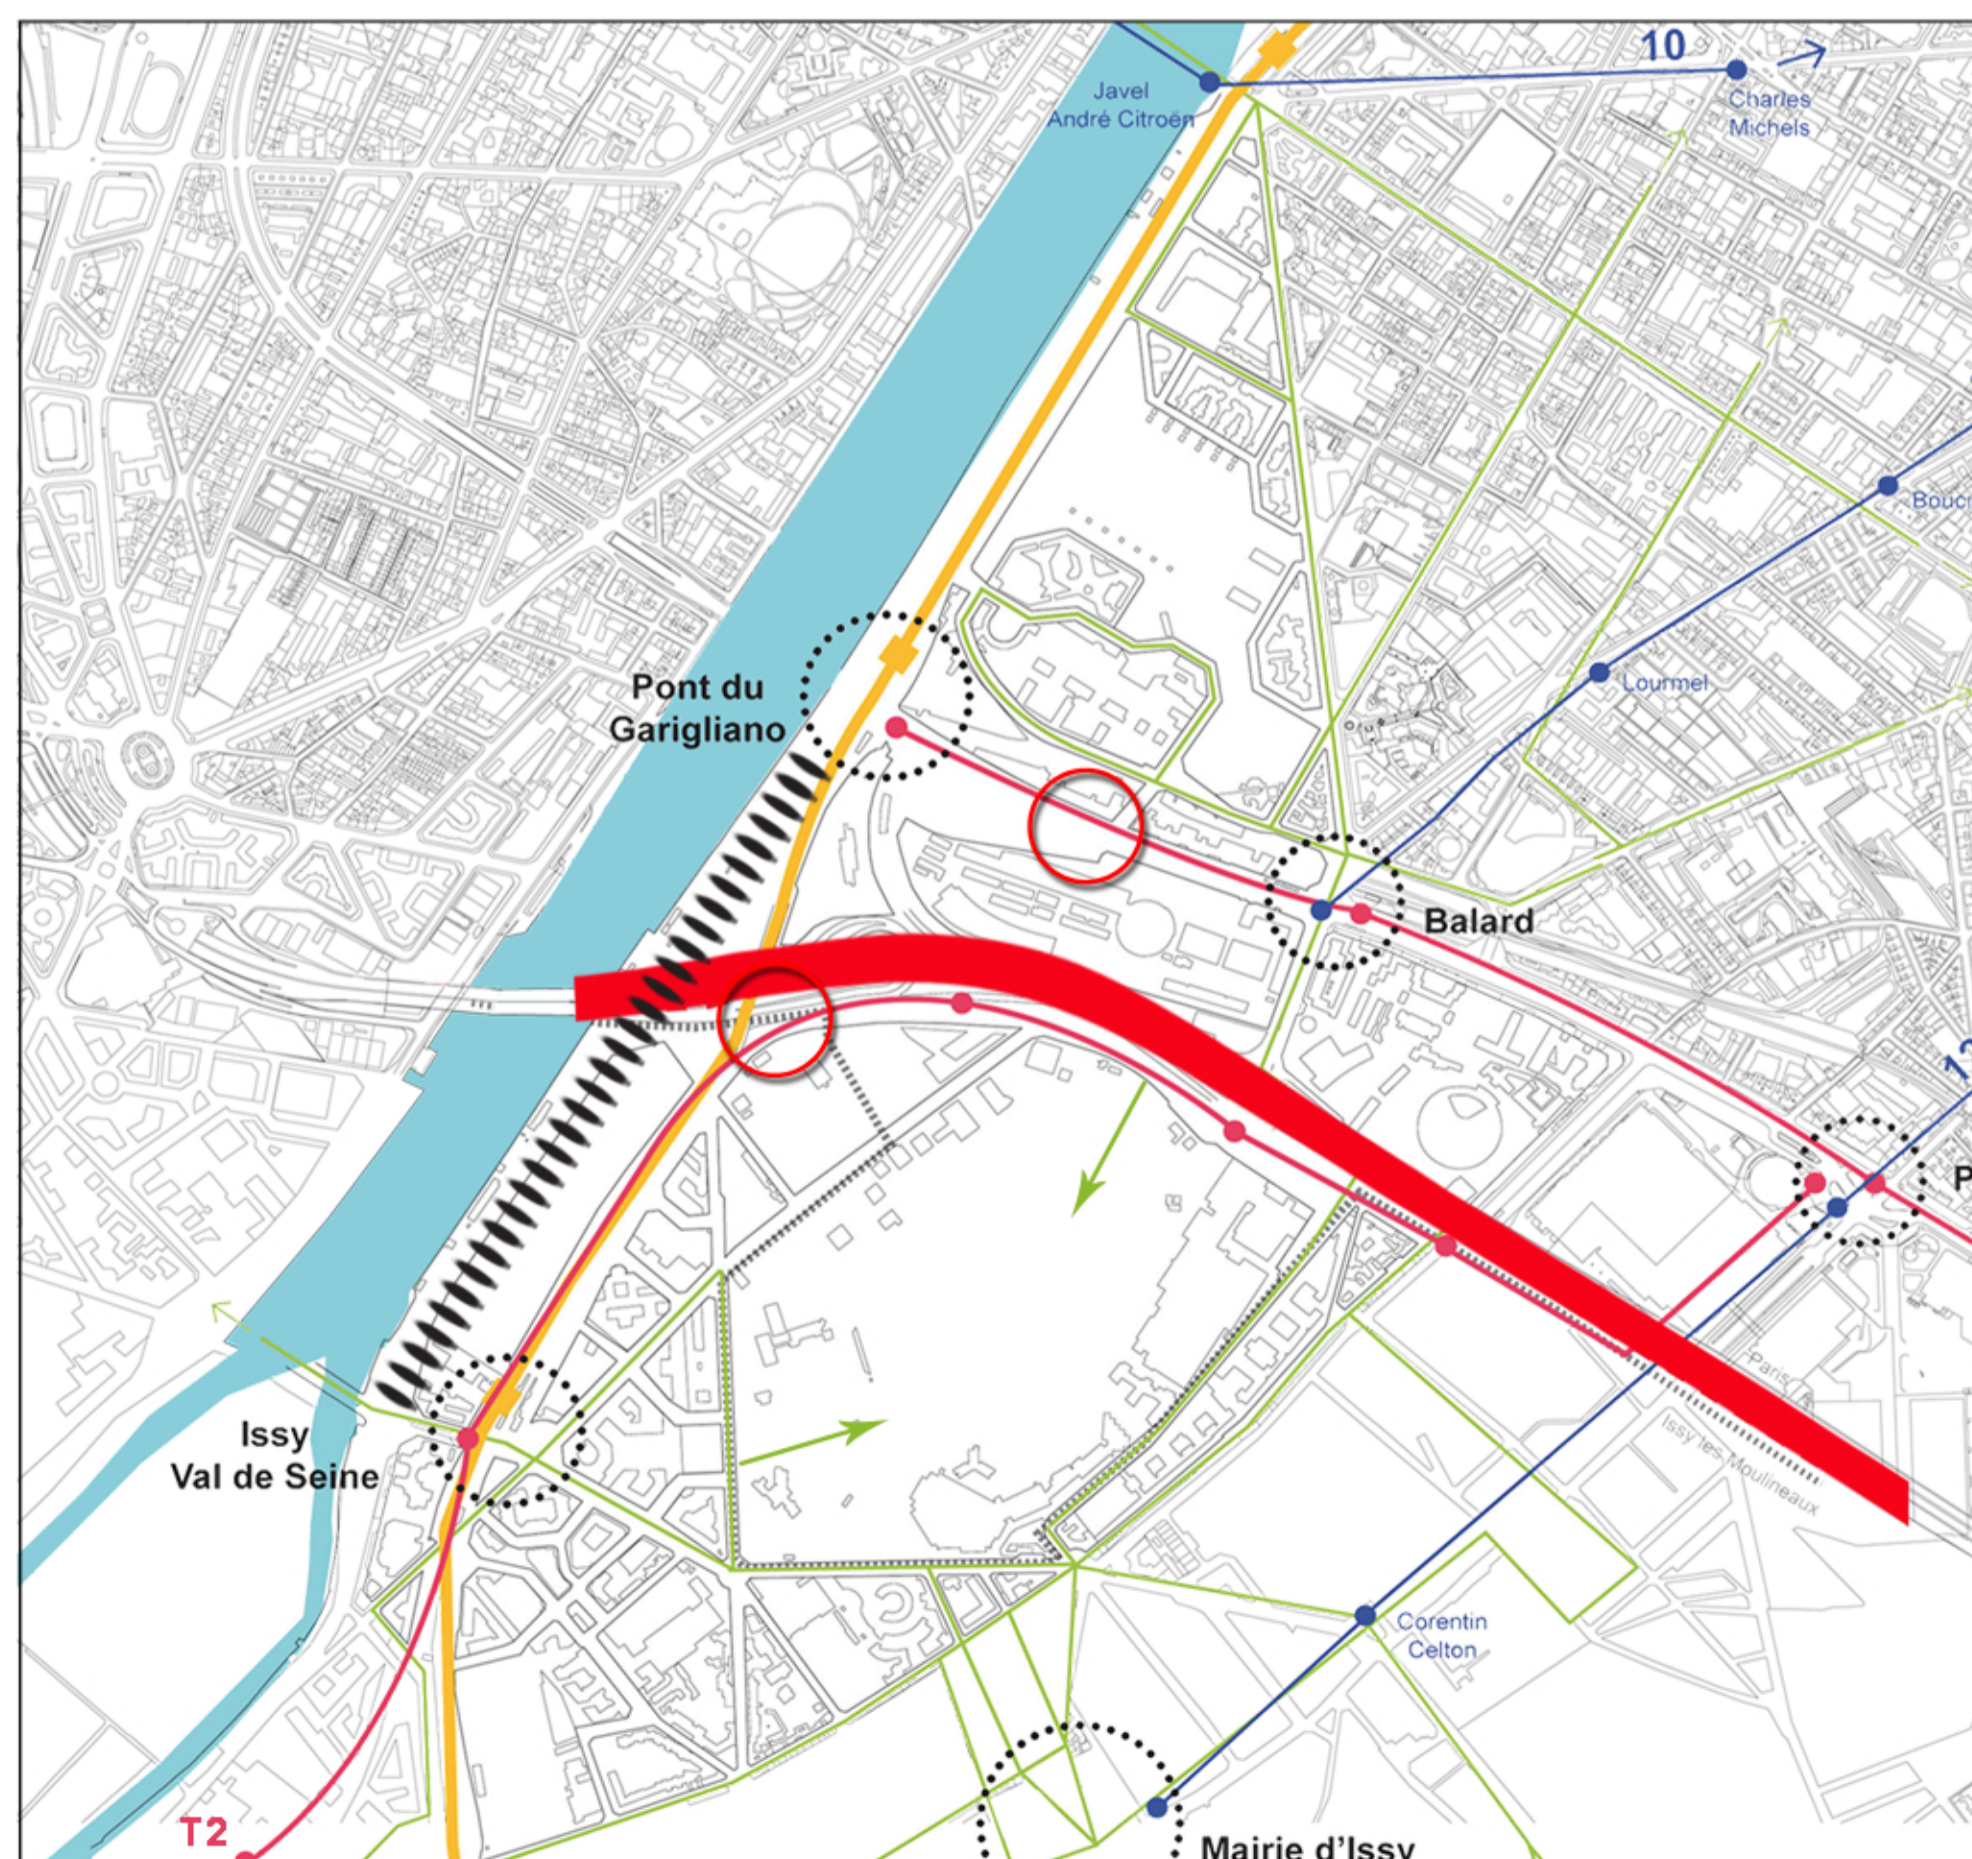 10
Javel
André Citroën
Charles
Michels
Bouc
Lourmel
Pont du
Garigliano
Balard
12
P
Paris
Issy les Moulineaux
Issy
Val de Seine
Corentin
Celton
T2
Mairie d'Issy